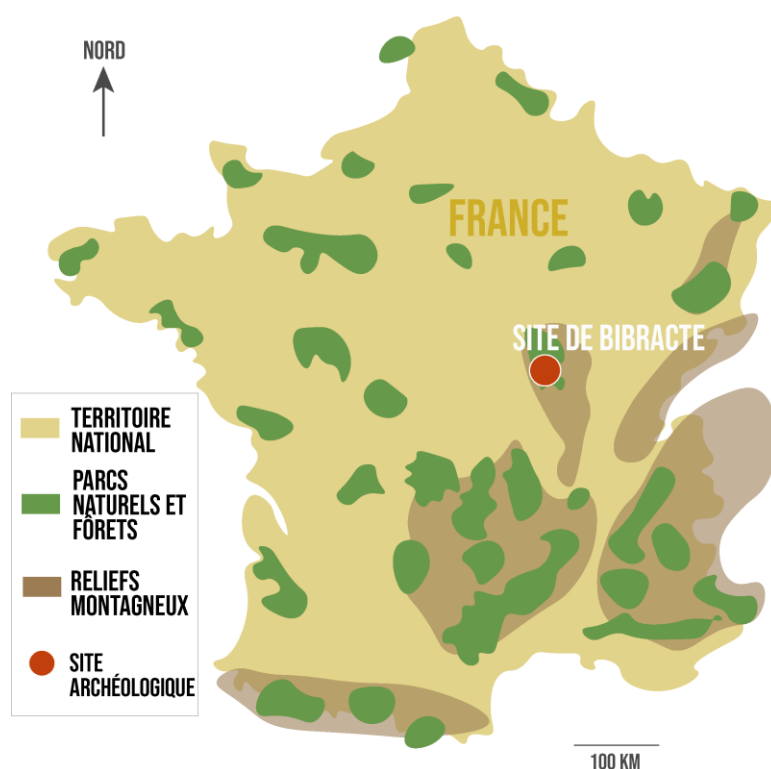 NORD
FRANCE
SITE DE BIBRACTE
TERRITOIRE
NATIONAL
PARCS
NATURELS ET
FÔRETS
RELIEFS
MONTAGNEUX
SITE
ARCHÉOLOGIQUE
100 KM